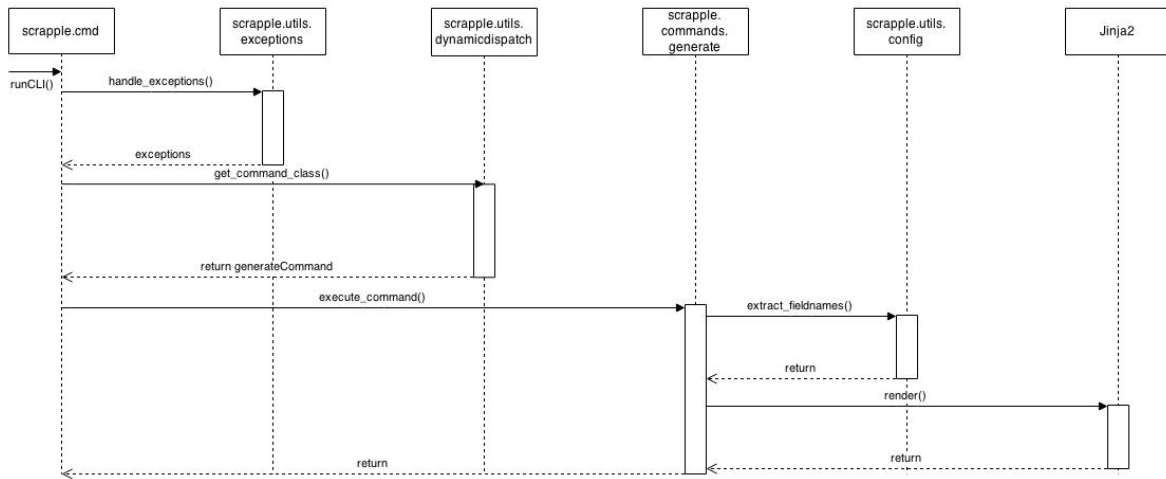 scrapple.cmd
scrapple.utils.
exceptions
scrapple.utils.
dynamicdispatch
scrapple.
commands.
generate
scrapple.utils.
config
Jinja2
runCLI()
handle_exceptions()
exceptions
get_command_class()
return generateCommand
execute_command()
extract_fieldnames()
return
render()
return
return